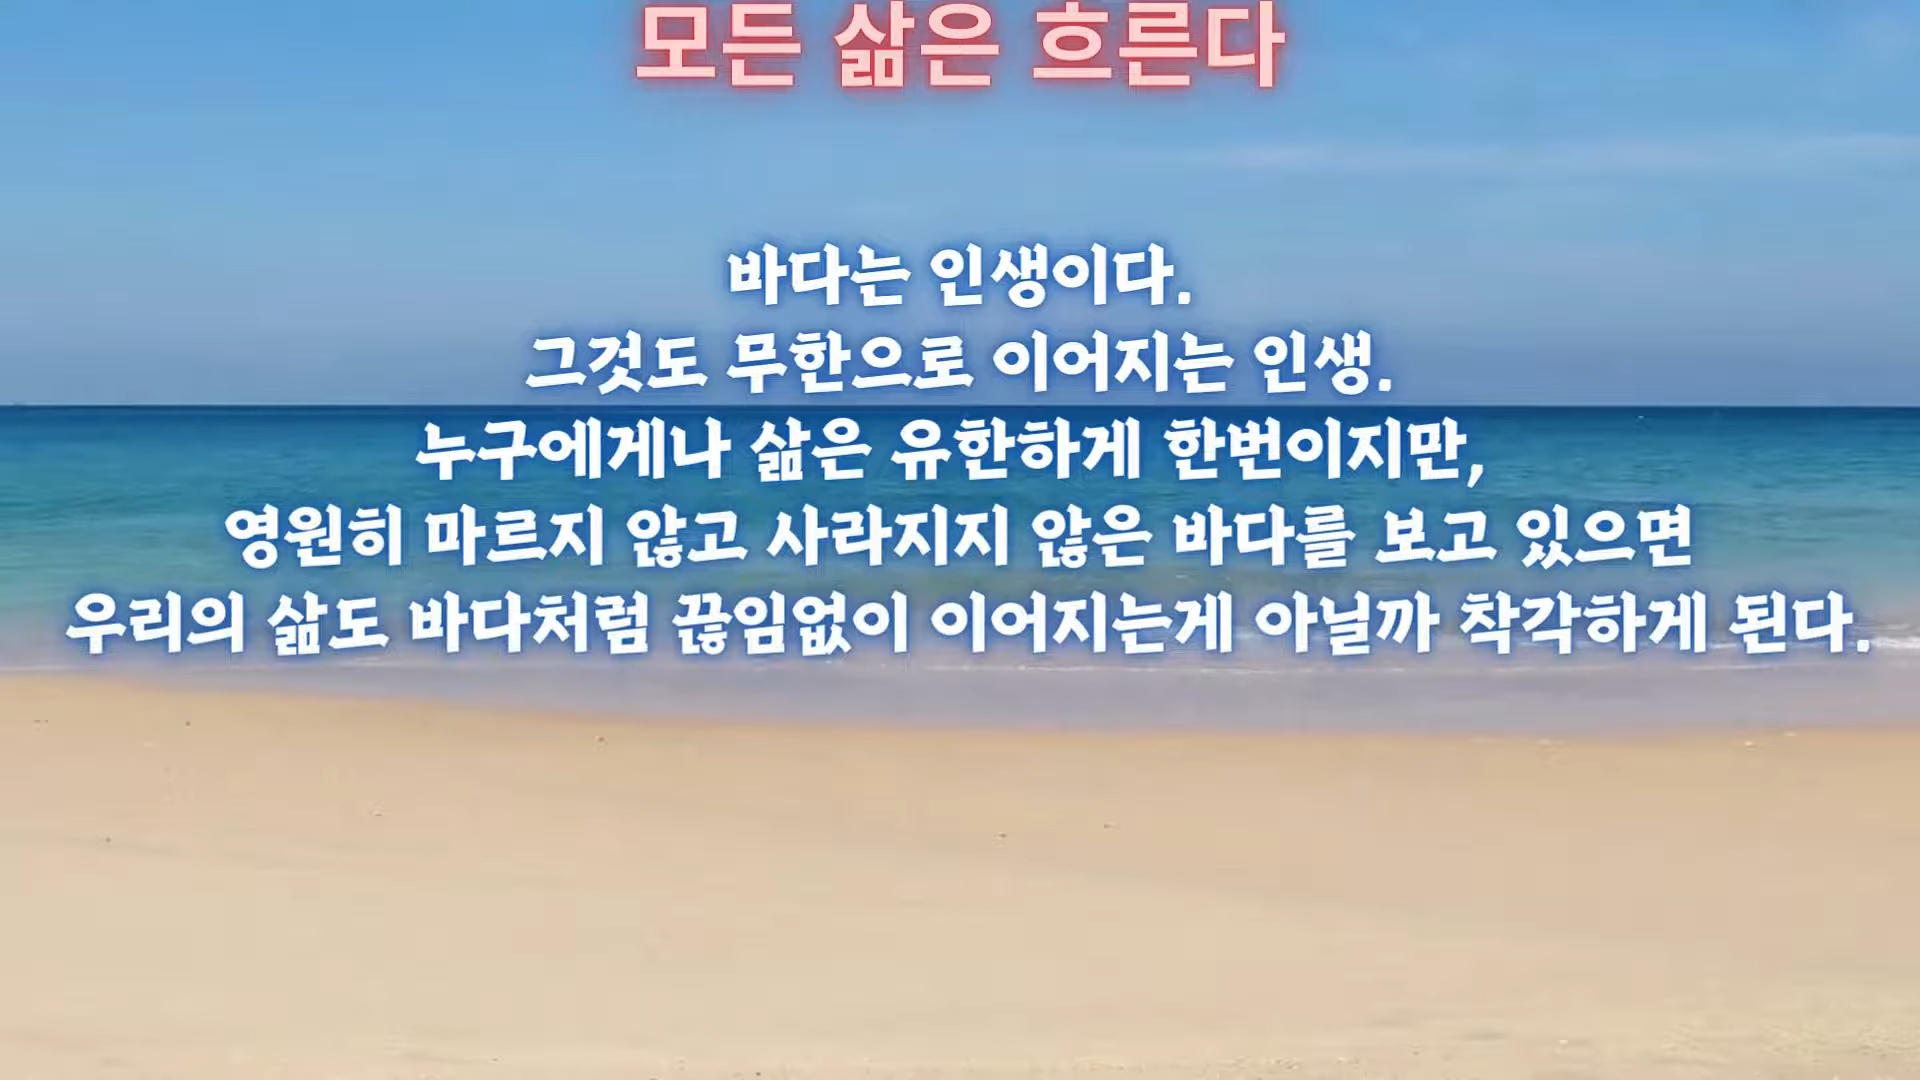 모든 삶은 흐른다
바다는 인생이다.
그것도 무한으로 이어지는 인생.
누구에게나 삶은 유한하게 한번이지만,
영원히 마르지 않고 사라지지 않은 바다를 보고 있으면
우리의 삶도 바다처럼 끊임없이 이어지는게 아닐까 착각하게 된다.